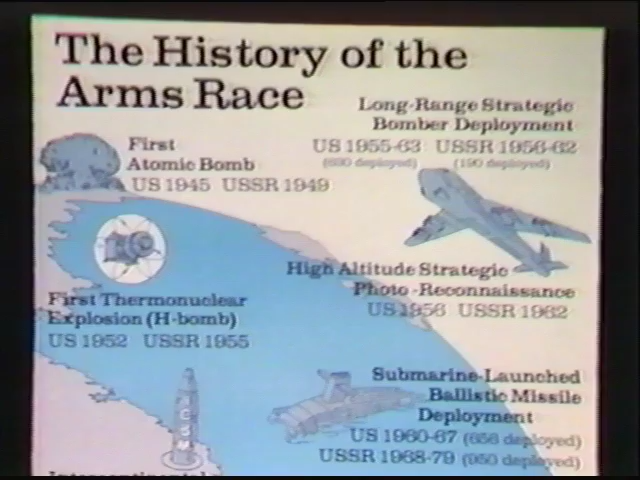 The History of the
Arms Race
Long-Range Strategic
Bomber Deployment
US 1955-63 USSR 1956-62
(630 deployed) (190 deployed)
First
Atomic Bomb
US 1945 USSR 1949
High Altitude Strategic
Photo-Reconnaissance
US 1956 USSR 1962
First Thermonuclear
Explosion (H-bomb)
US 1952 USSR 1955
Submarine-Launched
Ballistic Missile
Deployment
US 1960-67 (656 deployed)
USSR 1968-79 (950 deployed)
Intercontinental